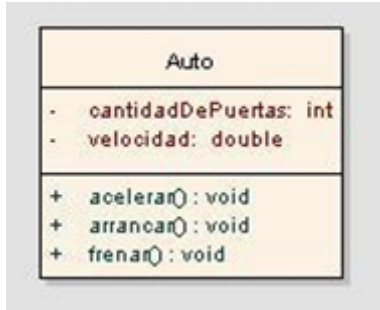 Auto
- cantidadDePuertas: int
- velocidad: double
+ acelerar() : void
+ arrancar() : void
+ frenar() : void